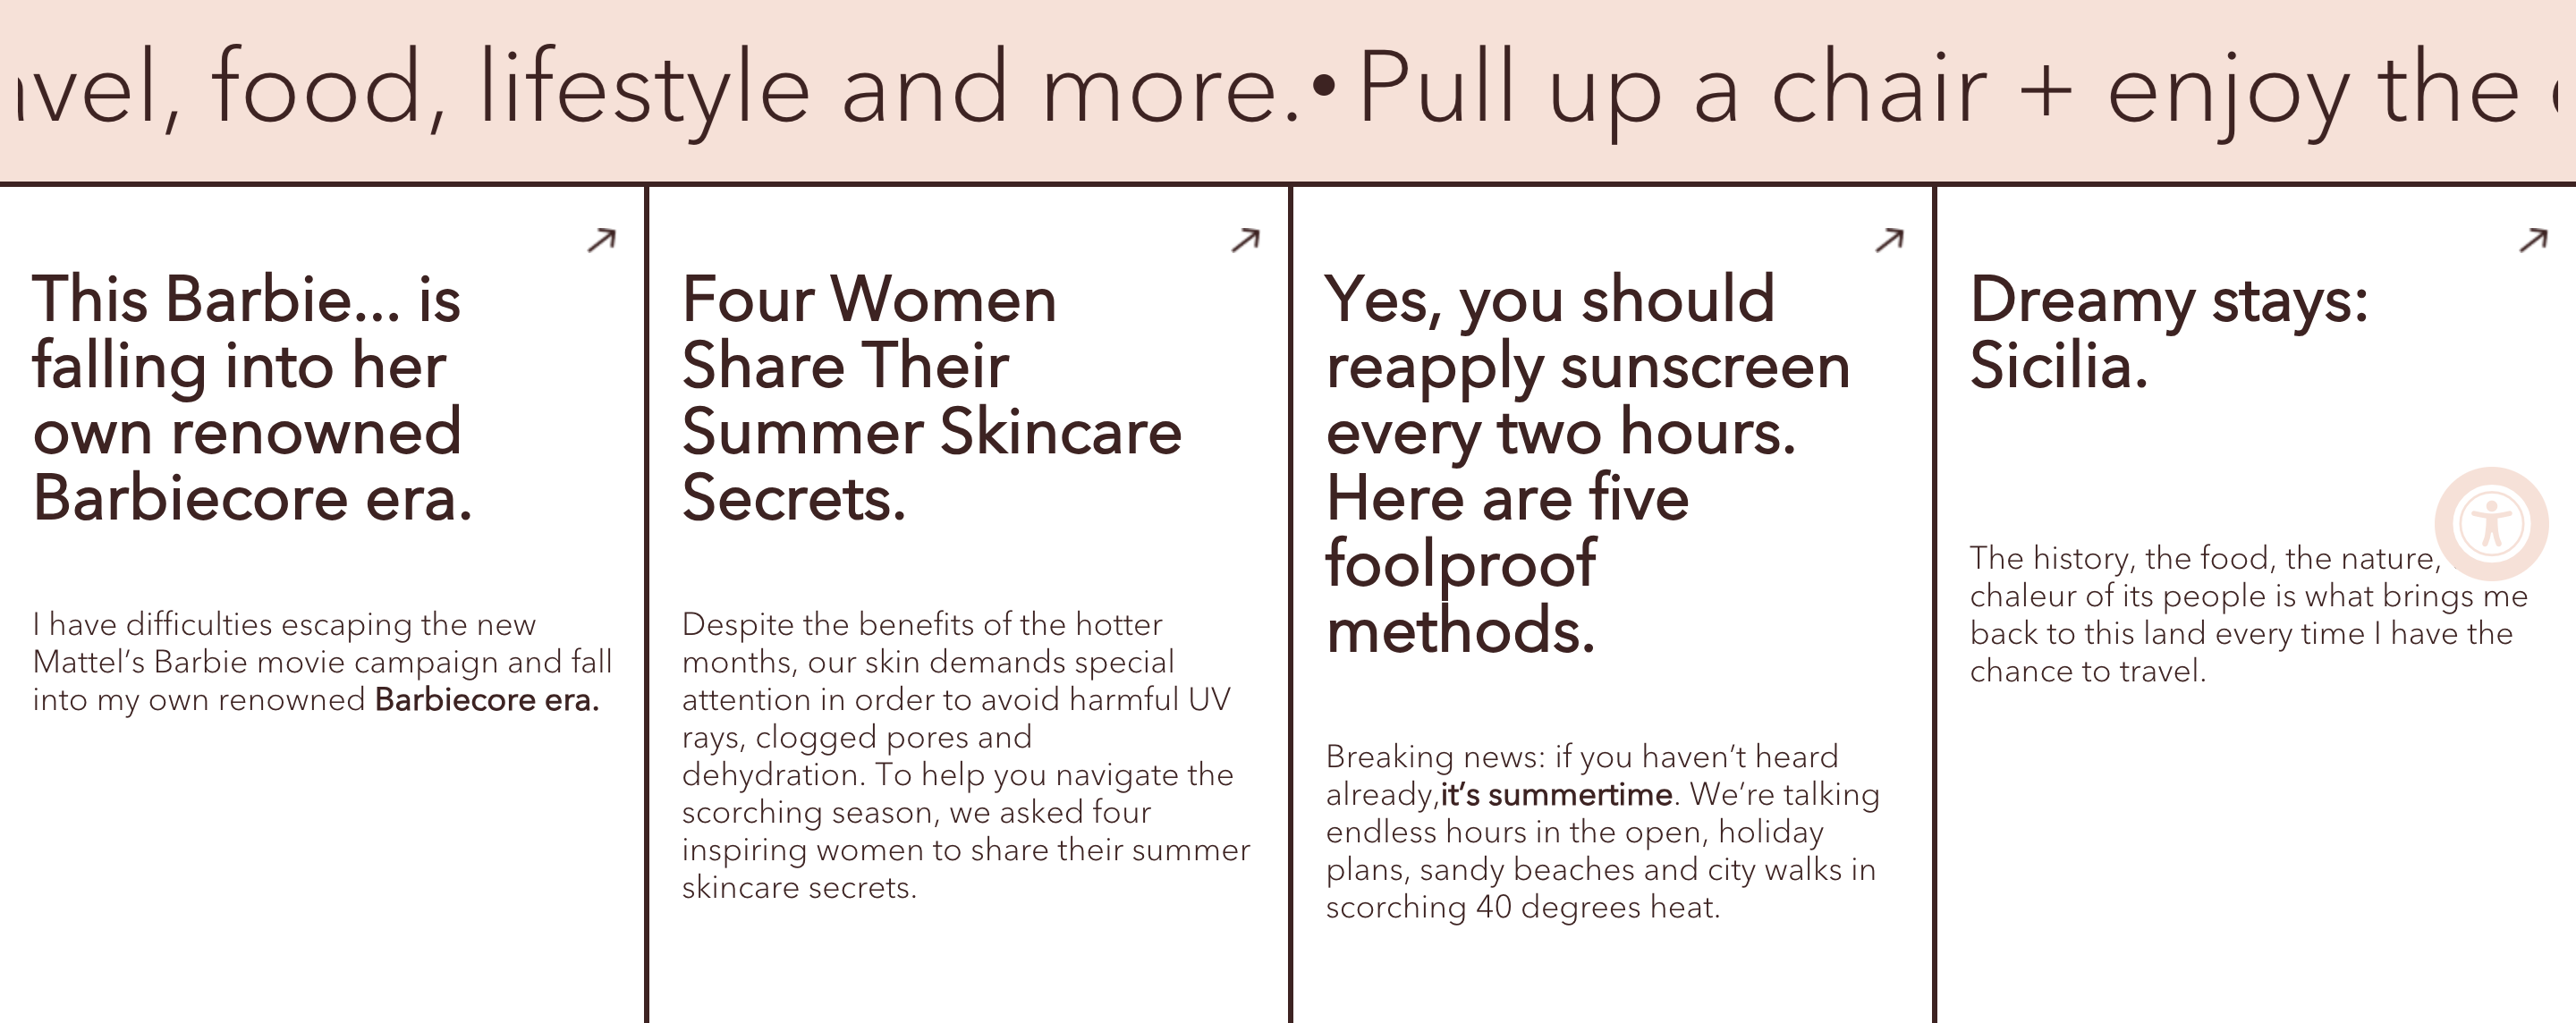 vel, food, lifestyle and more.•Pull up a chair + enjoy the
This Barbie... is
falling into her
own renowned
Barbiecore era.
I have difficulties escaping the new
Mattel’s Barbie movie campaign and fall
into my own renowned Barbiecore era.
Four Women
Share Their
Summer Skincare
Secrets.
Despite the benefits of the hotter
months, our skin demands special
attention in order to avoid harmful UV
rays, clogged pores and
dehydration. To help you navigate the
scorching season, we asked four
inspiring women to share their summer
skincare secrets.
Yes, you should
reapply sunscreen
every two hours.
Here are five
foolproof
methods.
Breaking news: if you haven’t heard
already,it’s summertime. We’re talking
endless hours in the open, holiday
plans, sandy beaches and city walks in
scorching 40 degrees heat.
Dreamy stays:
Sicilia.
The history, the food, the nature,
chaleur of its people is what brings me
back to this land every time I have the
chance to travel.